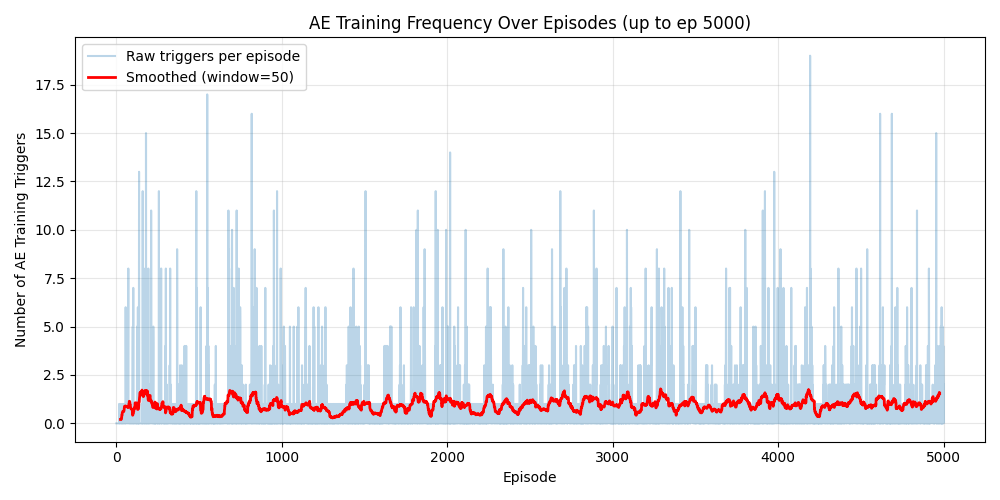 AE Training Frequency Over Episodes (up to ep 5000)
Raw triggers per episode
Smoothed (window=50)
Number of AE Training Triggers
17.5
15.0
12.5
10.0
7.5
5.0
2.5
0.0
0 1000 2000 3000 4000 5000
Episode